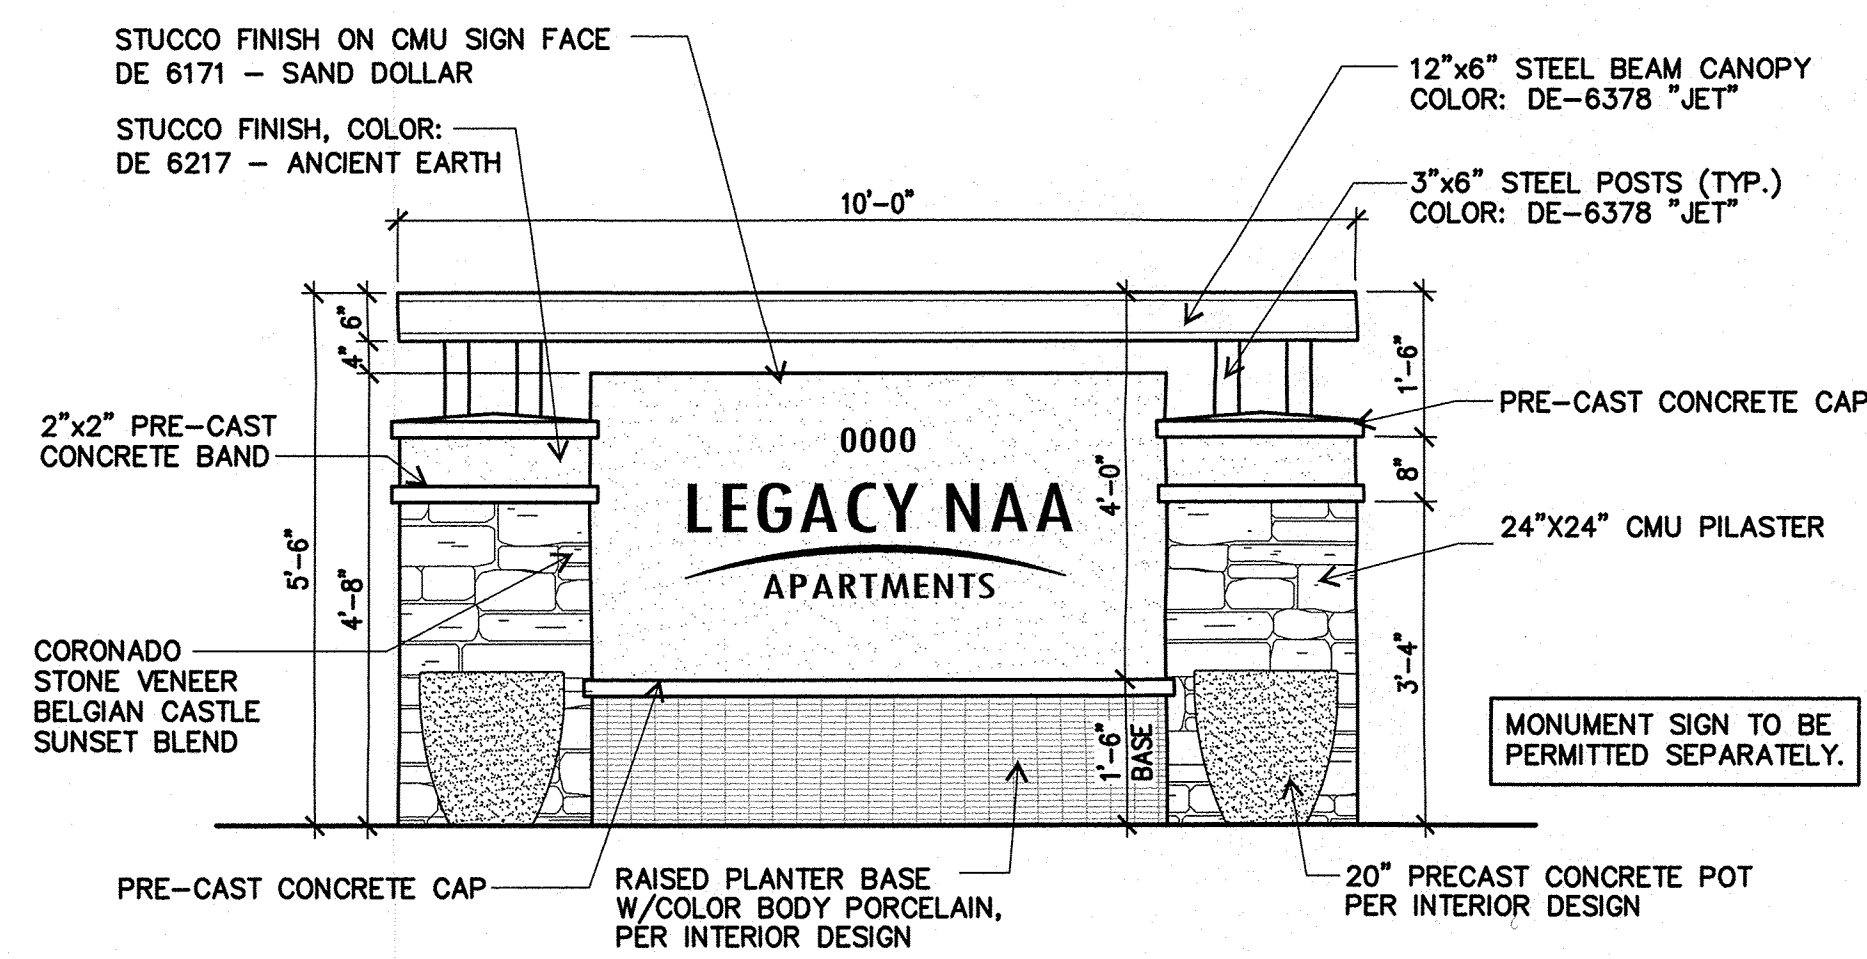 STUCCO FINISH ON CMU SIGN FACE
DE 6171 – SAND DOLLAR
STUCCO FINISH, COLOR:
DE 6217 – ANCIENT EARTH
12"x6" STEEL BEAM CANOPY
COLOR: DE–6378 "JET"
3"x6" STEEL POSTS (TYP.)
COLOR: DE–6378 "JET"
10'–0"
6"
4"
5'–6"
4'–8"
2"x2" PRE–CAST
CONCRETE BAND
CORONADO
STONE VENEER
BELGIAN CASTLE
SUNSET BLEND
0000
LEGACY NAA
APARTMENTS
4'–0"
1'–6"
BASE
1'–6"
8"
3'–4"
PRE–CAST CONCRETE CAP
24"X24" CMU PILASTER
MONUMENT SIGN TO BE
PERMITTED SEPARATELY.
PRE–CAST CONCRETE CAP
RAISED PLANTER BASE
W/COLOR BODY PORCELAIN,
PER INTERIOR DESIGN
20" PRECAST CONCRETE POT
PER INTERIOR DESIGN